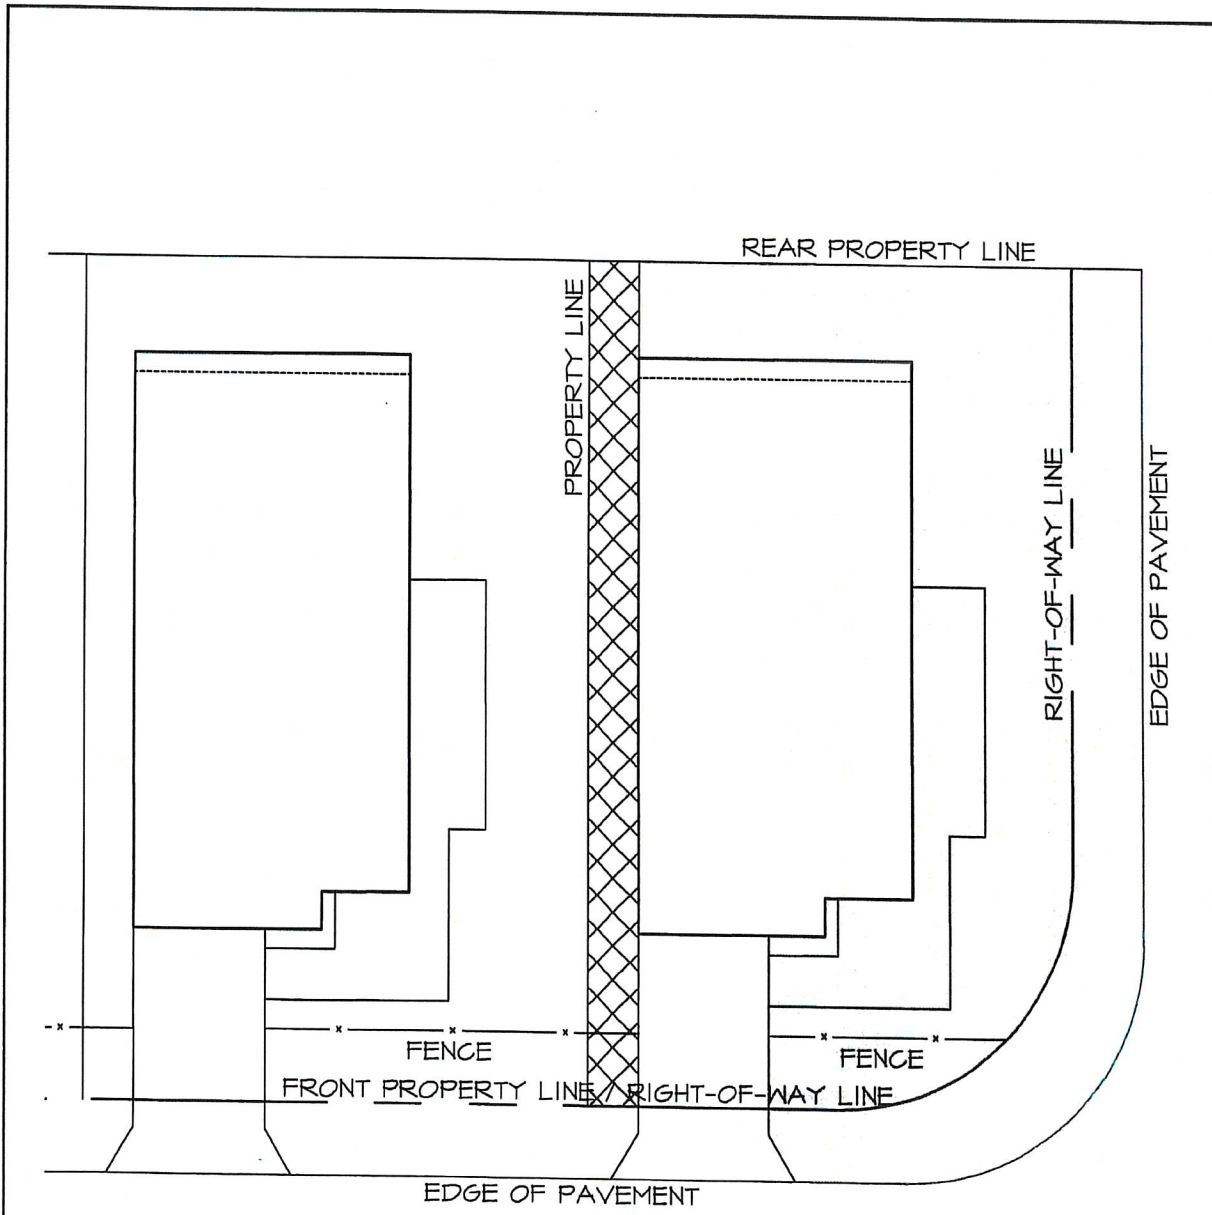 REAR PROPERTY LINE
PROPERTY LINE
RIGHT-OF-WAY LINE
EDGE OF PAVEMENT
FENCE
FENCE
FRONT PROPERTY LINE / RIGHT-OF-WAY LINE
EDGE OF PAVEMENT